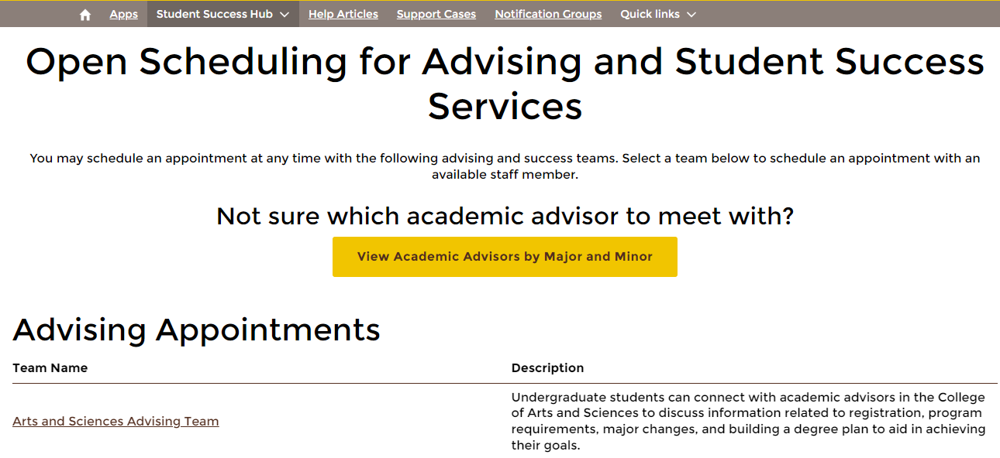 Apps Student Success Hub Help Articles Support Cases Notification Groups Quick links
Open Scheduling for Advising and Student Success
Services
You may schedule an appointment at any time with the following advising and success teams. Select a team below to schedule an appointment with an
available staff member.
Not sure which academic advisor to meet with?
View Academic Advisors by Major and Minor
Advising Appointments
Team Name Description
Arts and Sciences Advising Team
Undergraduate students can connect with academic advisors in the College
of Arts and Sciences to discuss information related to registration, program
requirements, major changes, and building a degree plan to aid in achieving
their goals.